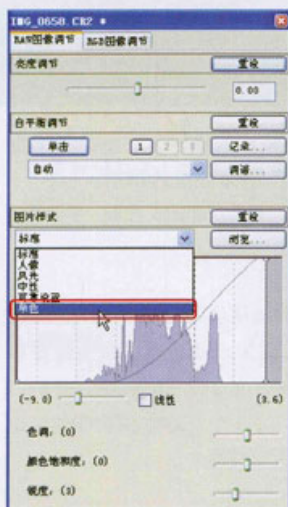 IMG_0658.CR2 *
RAW图像调节 RGB图像调节
亮度调节 重设
0.00
白平衡调节 重设
单击 1 2 3 记录...
自动 调谐...
图片样式 重设
标准 浏览...
标准
人像
风光
中性
可靠设置
单色
(-9.0) 线性 (3.6)
色调: (0)
颜色饱和度: (0)
锐度: (3)